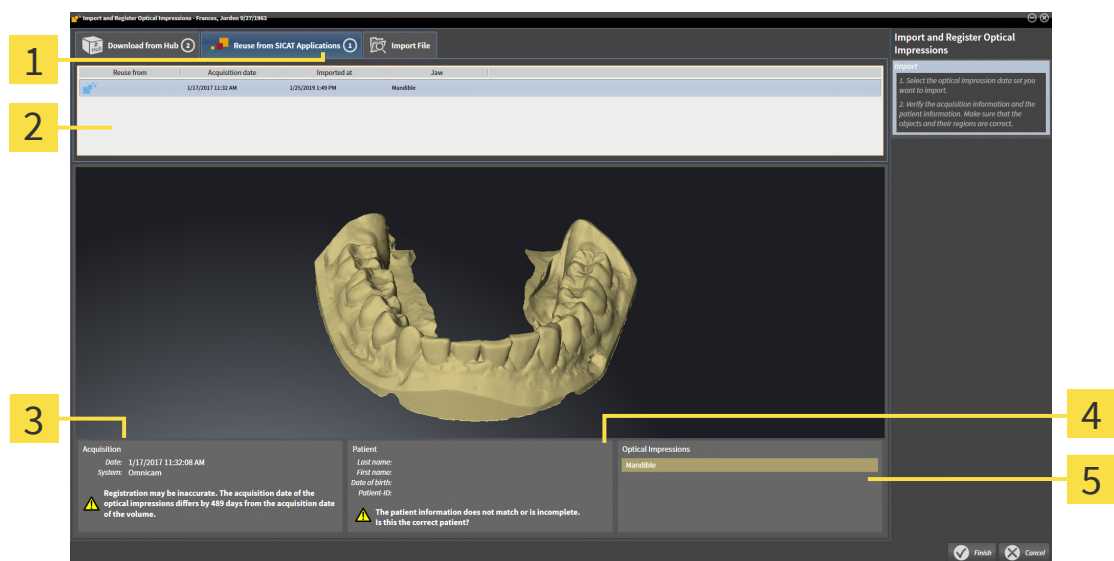 Import and Register Optical Impressions - Frances, Jorden 9/27/1963
1
Hub
Download from Hub 2
Reuse from SICAT Applications 1
Import File
Import and Register Optical
Impressions
Reuse from Acquisition date Imported at Jaw
1/17/2017 11:32 AM 1/25/2019 1:49 PM Mandible
Import
1. Select the optical impression data set you
want to import.
2. Verify the acquisition information and the
patient information. Make sure that the
objects and their regions are correct.
2
3
4
5
Acquisition
Date: 1/17/2017 11:32:08 AM
System: Omnicam
Registration may be inaccurate. The acquisition date of the
optical impressions differs by 489 days from the acquisition date
of the volume.
Patient
Last name:
First name:
Date of birth:
Patient-ID:
The patient information does not match or is incomplete.
Is this the correct patient?
Optical Impressions
Mandible
Finish
Cancel